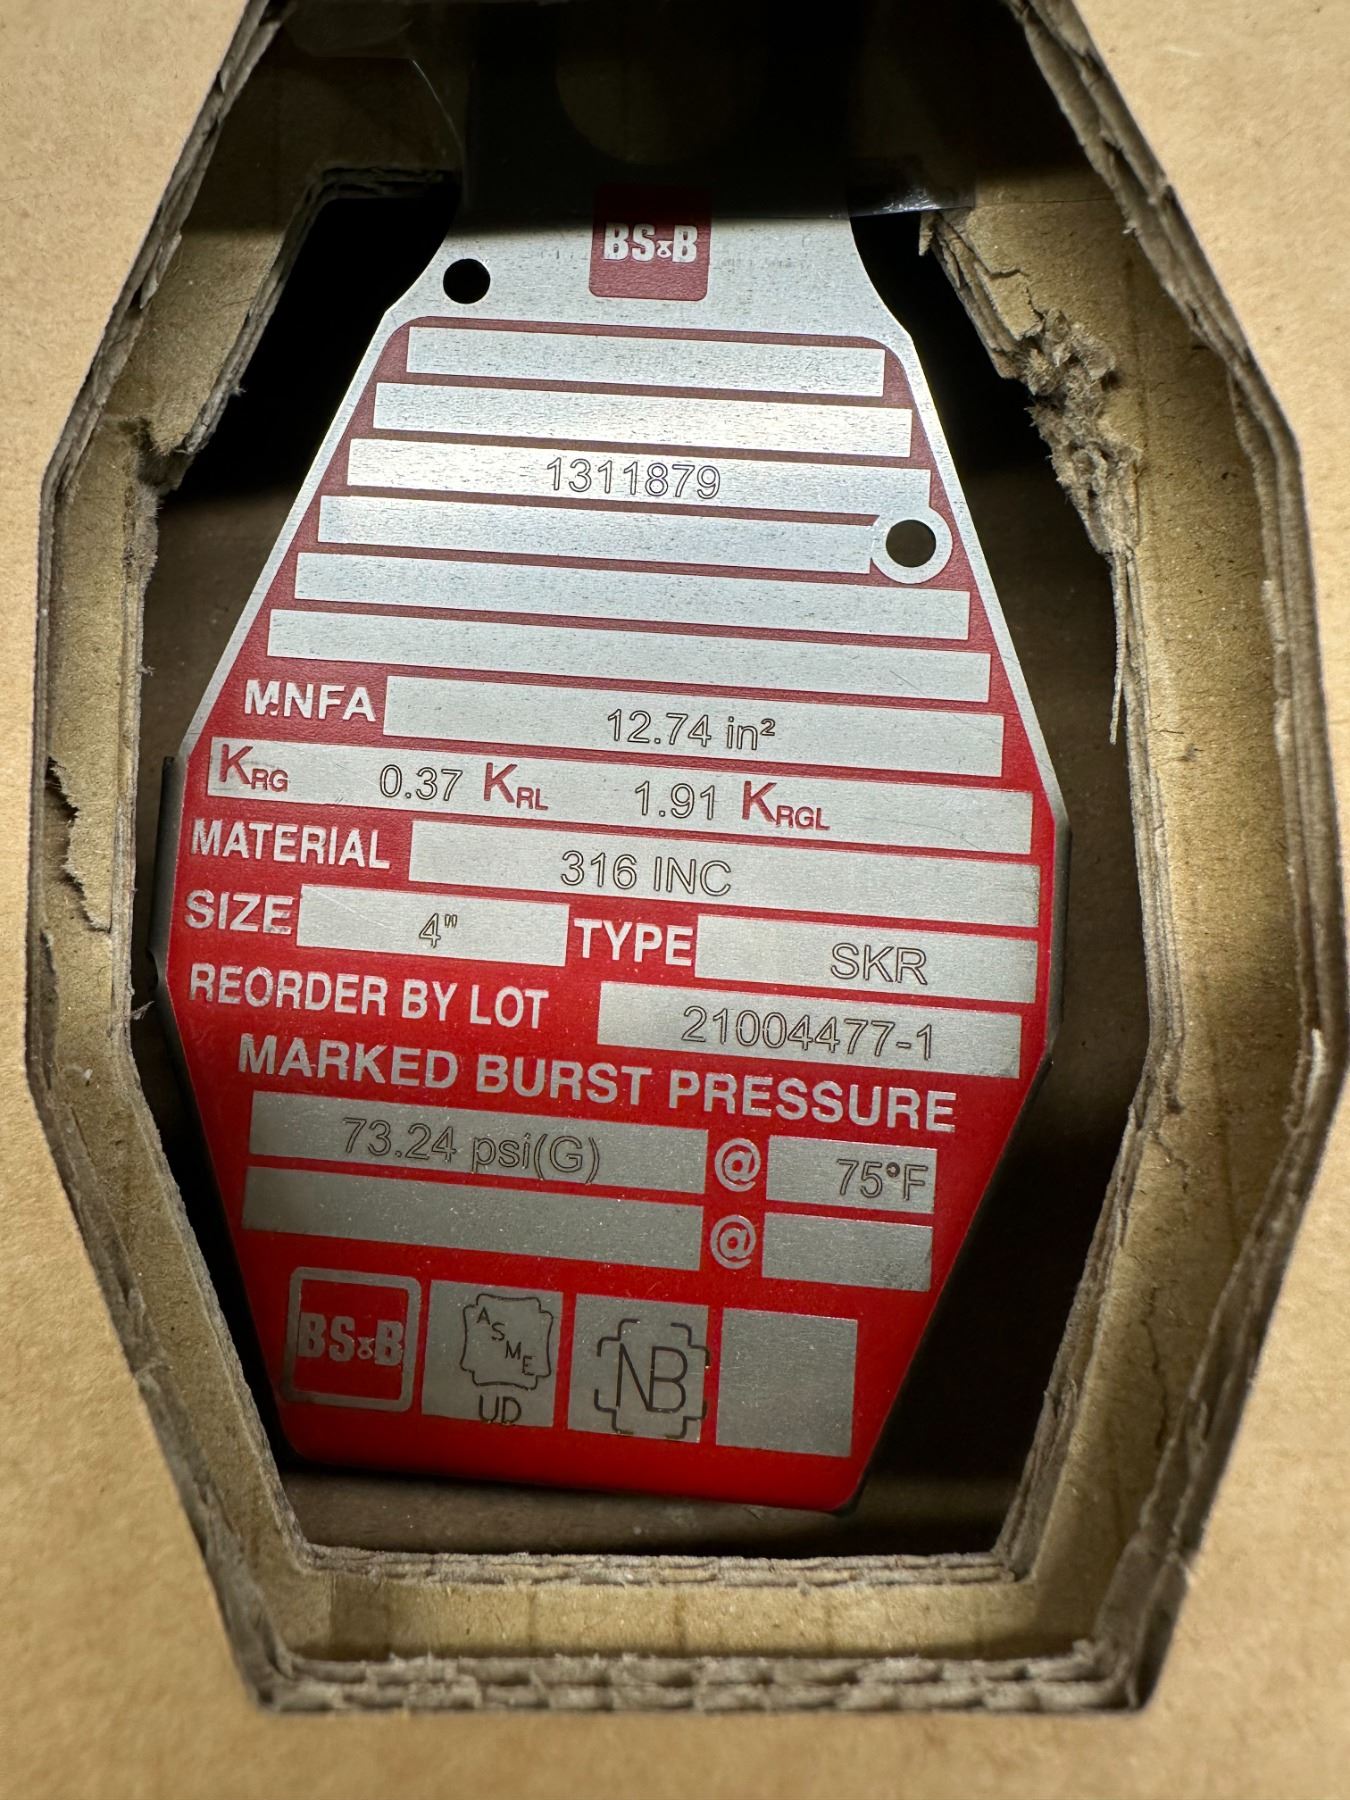 BS&B
1311879
MNFA 12.74 in²
KRG 0.37 KRL 1.91 KRGL
MATERIAL 316 INC
SIZE 4" TYPE SKR
REORDER BY LOT 21004477-1
MARKED BURST PRESSURE
73.24 psi(G) @ 75°F
@
BS&B ASME NB
UD